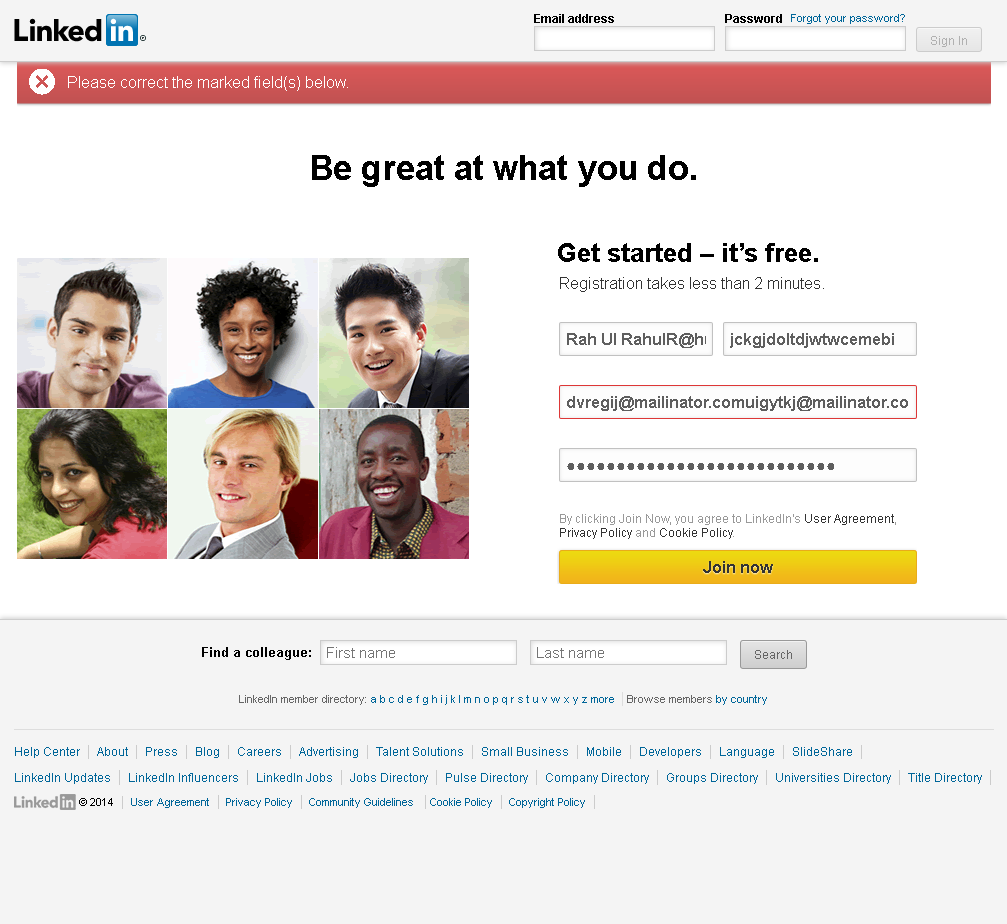 Linked in ®
Email address
Password Forgot your password?
Sign In
Please correct the marked field(s) below.
Be great at what you do.
Get started – it's free.
Registration takes less than 2 minutes.
Rah Ul RahulR@h
jckgjdoltdjwtwcemebi
dvregij@mailinator.comuigytkj@mailinator.co
By clicking Join Now, you agree to LinkedIn's User Agreement,
Privacy Policy and Cookie Policy.
Join now
Find a colleague: First name Last name Search
LinkedIn member directory: a b c d e f g h i j k l m n o p q r s t u v w x y z more Browse members by country
Help Center About Press Blog Careers Advertising Talent Solutions Small Business Mobile Developers Language SlideShare
LinkedIn Updates LinkedIn Influencers LinkedIn Jobs Jobs Directory Pulse Directory Company Directory Groups Directory Universities Directory Title Directory
Linked in © 2014 User Agreement Privacy Policy Community Guidelines Cookie Policy Copyright Policy